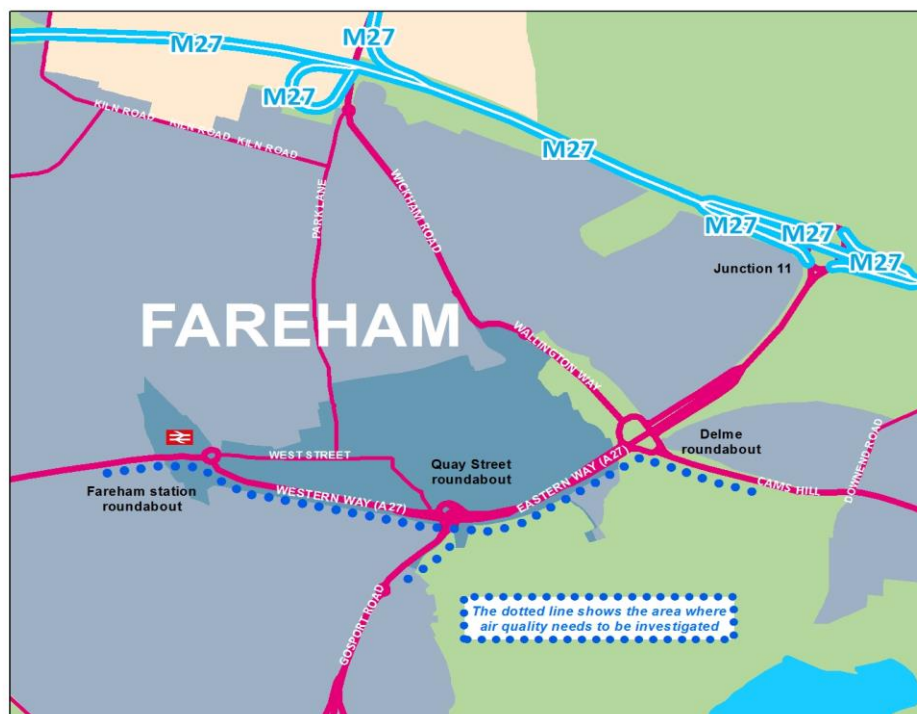 M27
M27
M27
M27
M27
M27
M27
KILN ROAD
KILN ROAD
KILN ROAD
PARK LANE
WICKHAM ROAD
Junction 11
FAREHAM
WALLINGTON WAY
Delme
roundabout
DOWNEND ROAD
WEST STREET
Quay Street
roundabout
EASTERN WAY (A27)
CAMS HILL
Fareham station
roundabout
WESTERN WAY (A27)
GOSPORT ROAD
The dotted line shows the area where
air quality needs to be investigated